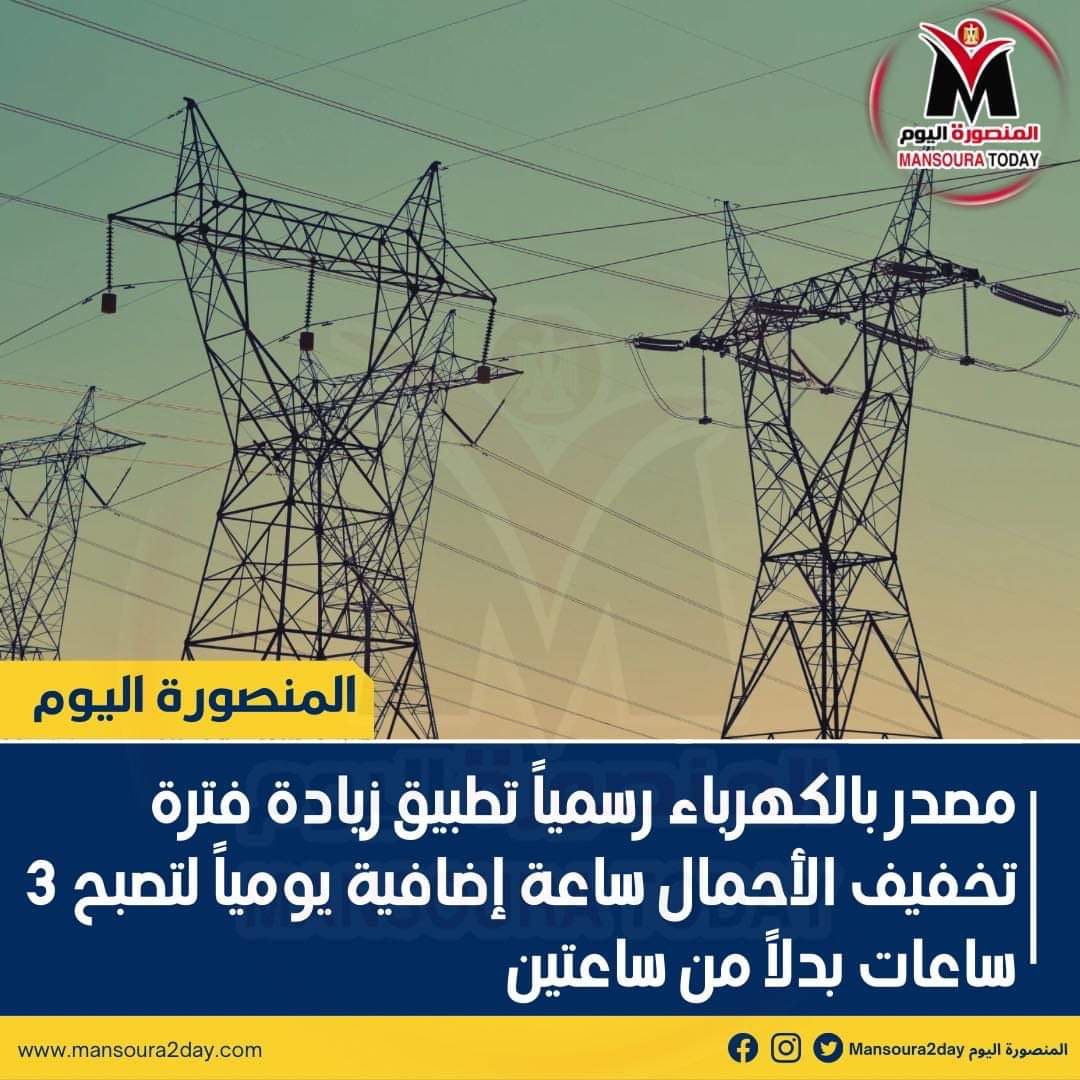 المنصورة اليوم
MANSOURA TODAY
المنصورة اليوم
مصدر بالكهرباء رسمياً تطبيق زيادة فترة
تخفيف الأحمال ساعة إضافية يومياً لتصبح 3
ساعات بدلاً من ساعتين
المنصورة اليوم Mansoura2day
www.mansoura2day.com